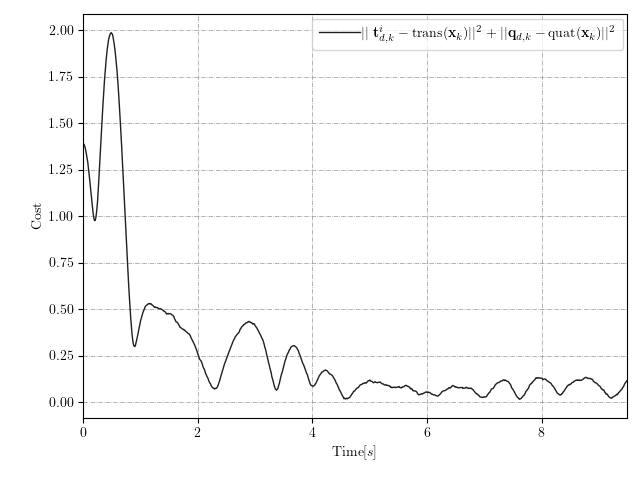 || t^i_{d,k} − trans(x_k)||^2 + ||q_{d,k} − quat(x_k)||^2
2.00
1.75
1.50
1.25
1.00
0.75
0.50
0.25
0.00
Cost
0 2 4 6 8
Time[s]